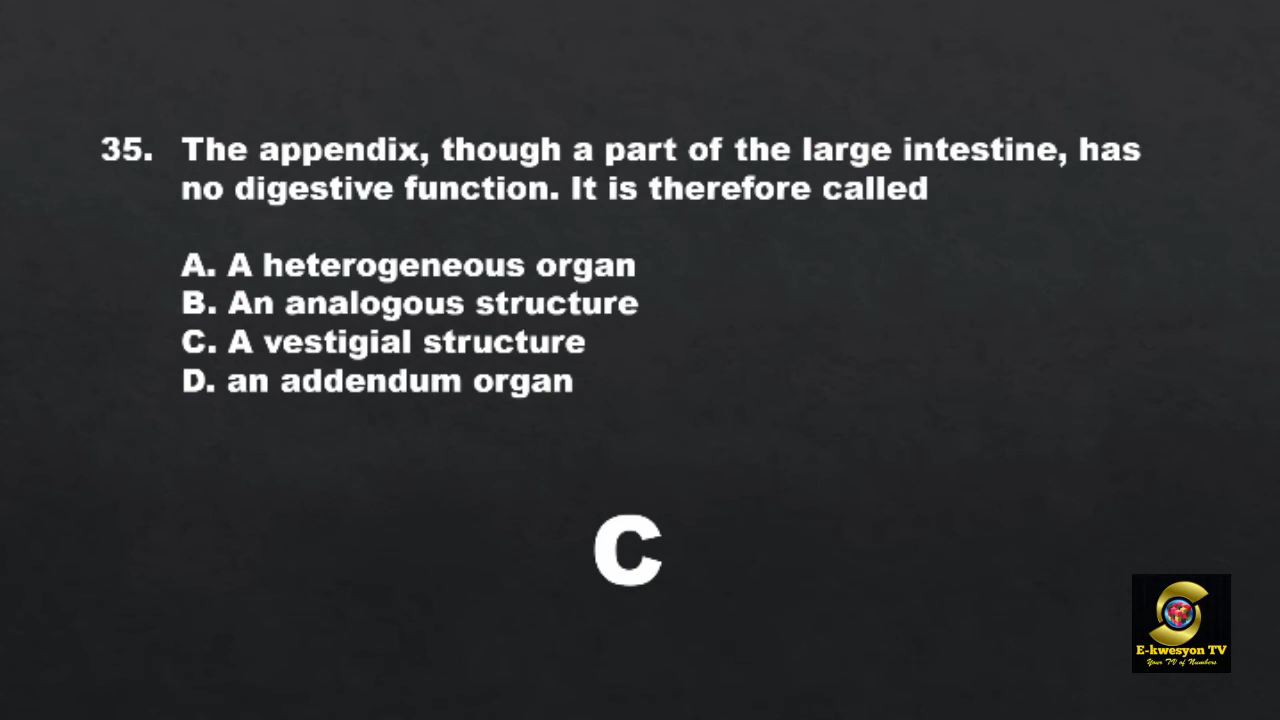 35. The appendix, though a part of the large intestine, has
no digestive function. It is therefore called
A. A heterogeneous organ
B. An analogous structure
C. A vestigial structure
D. an addendum organ
C
E-kwesyon TV
Your TV of Numbers